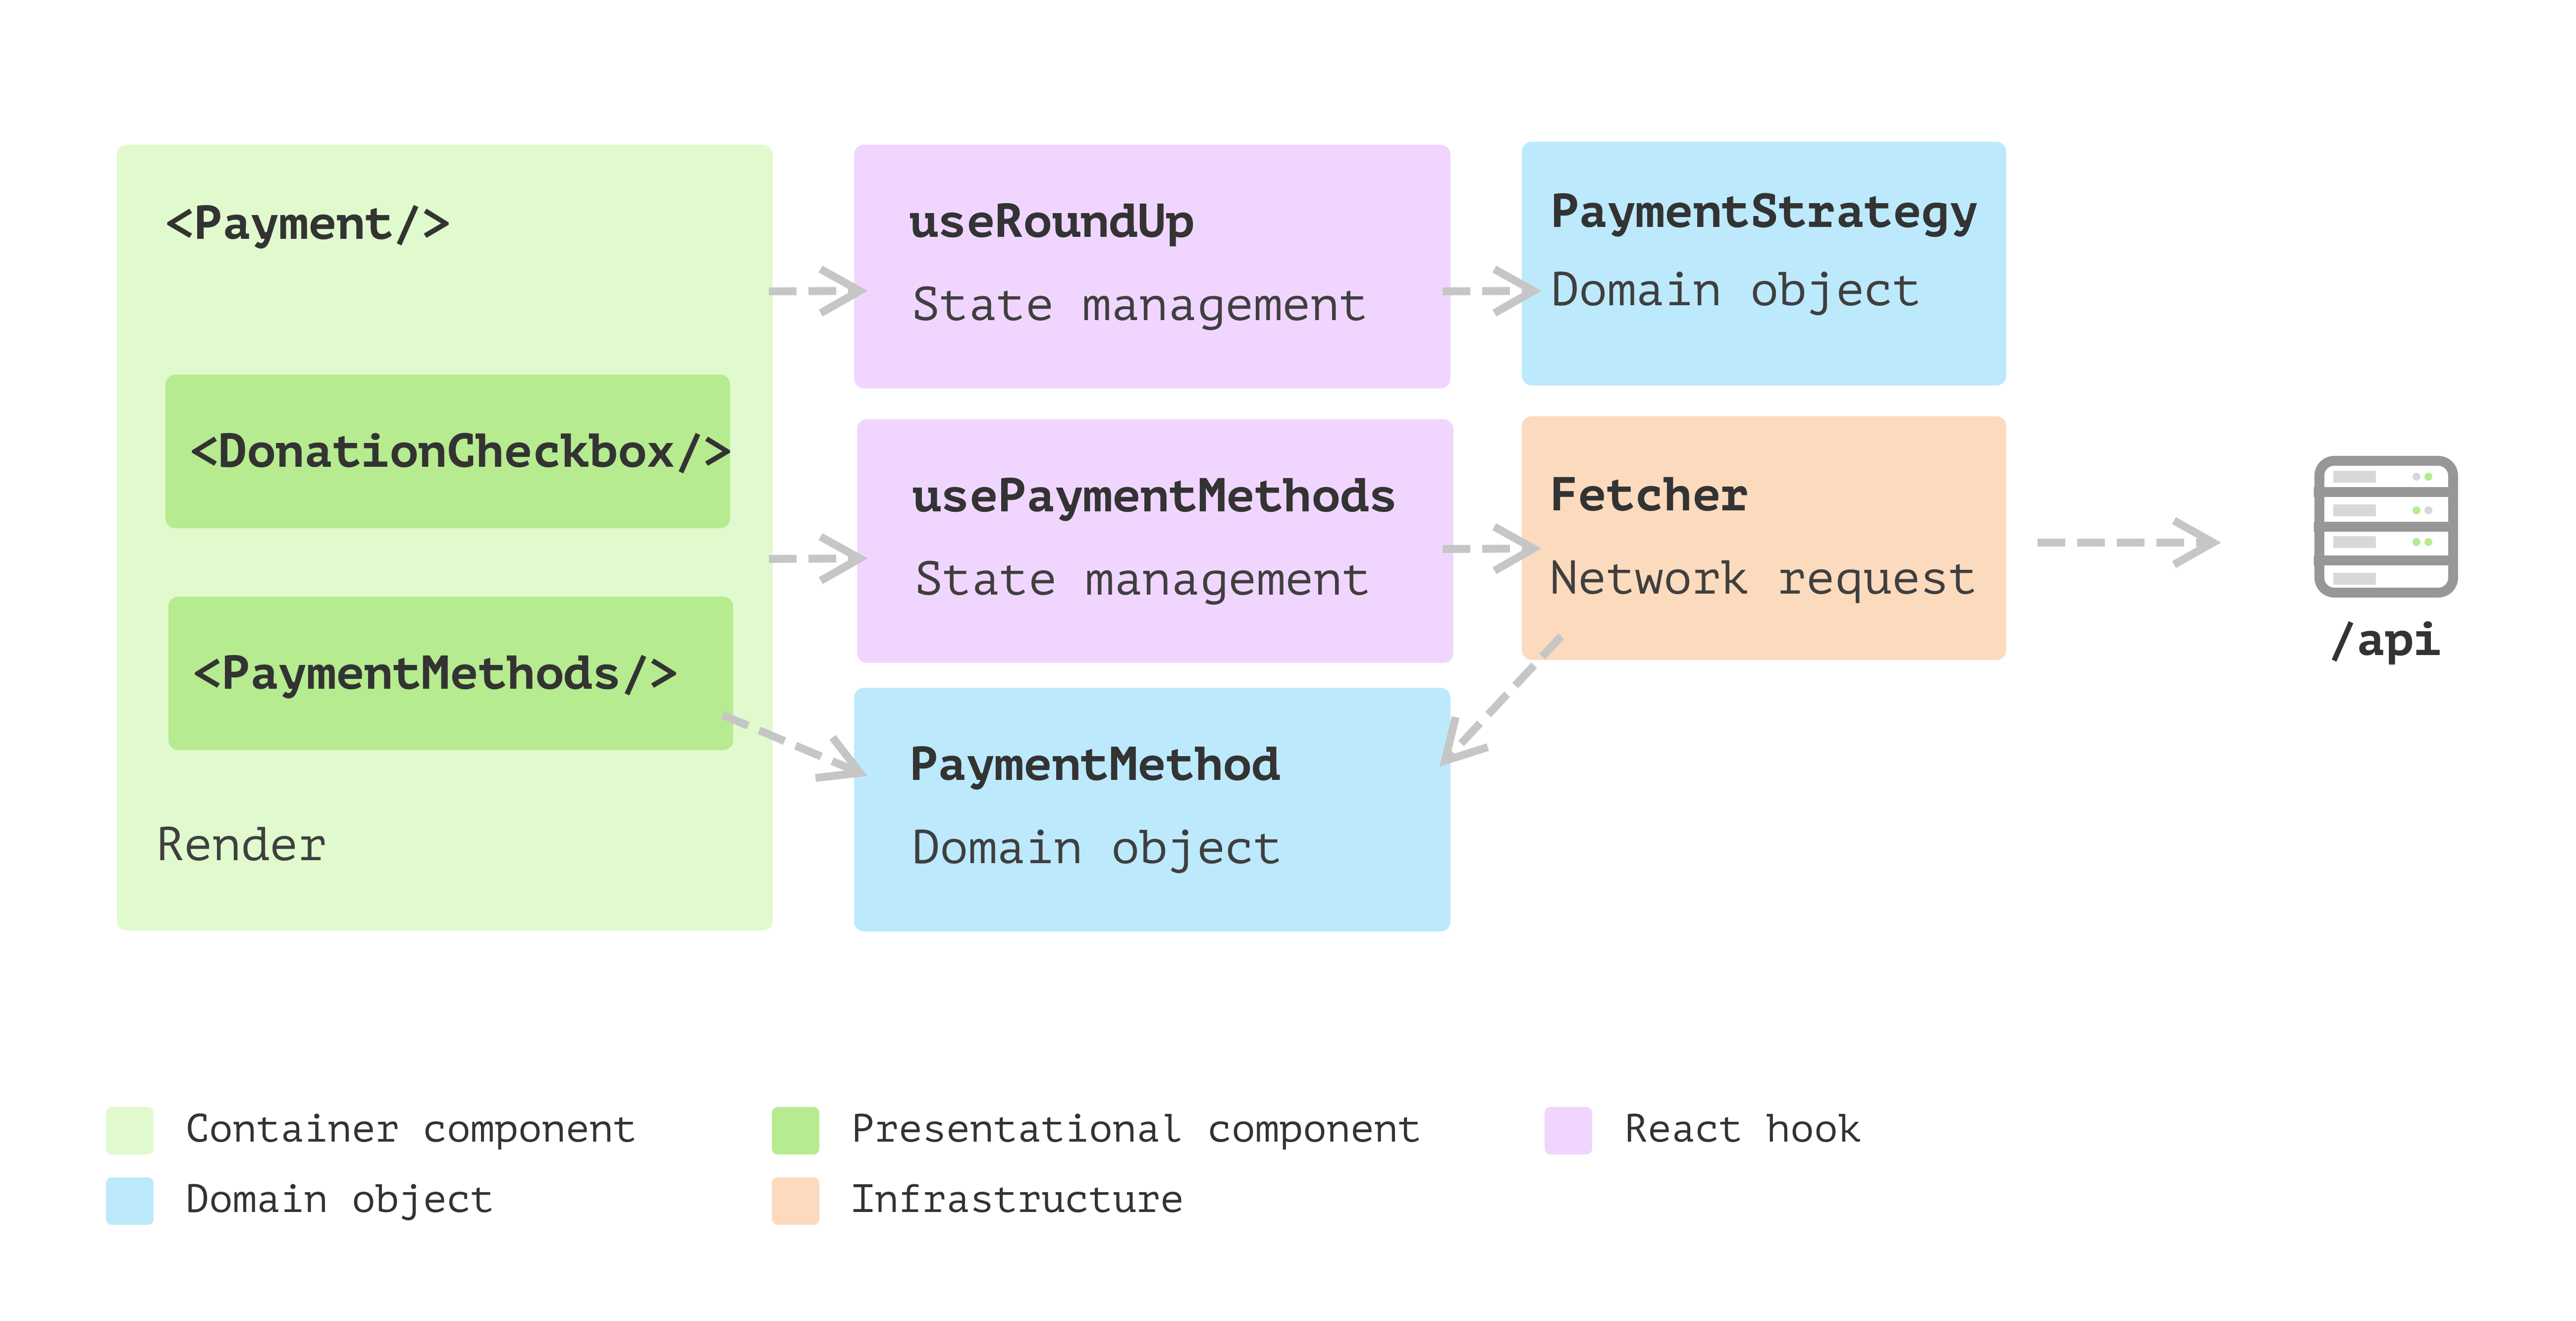 <Payment/>
<DonationCheckbox/>
<PaymentMethods/>
Render
useRoundUp
State management
usePaymentMethods
State management
PaymentMethod
Domain object
PaymentStrategy
Domain object
Fetcher
Network request
/api
Container component
Presentational component
React hook
Domain object
Infrastructure